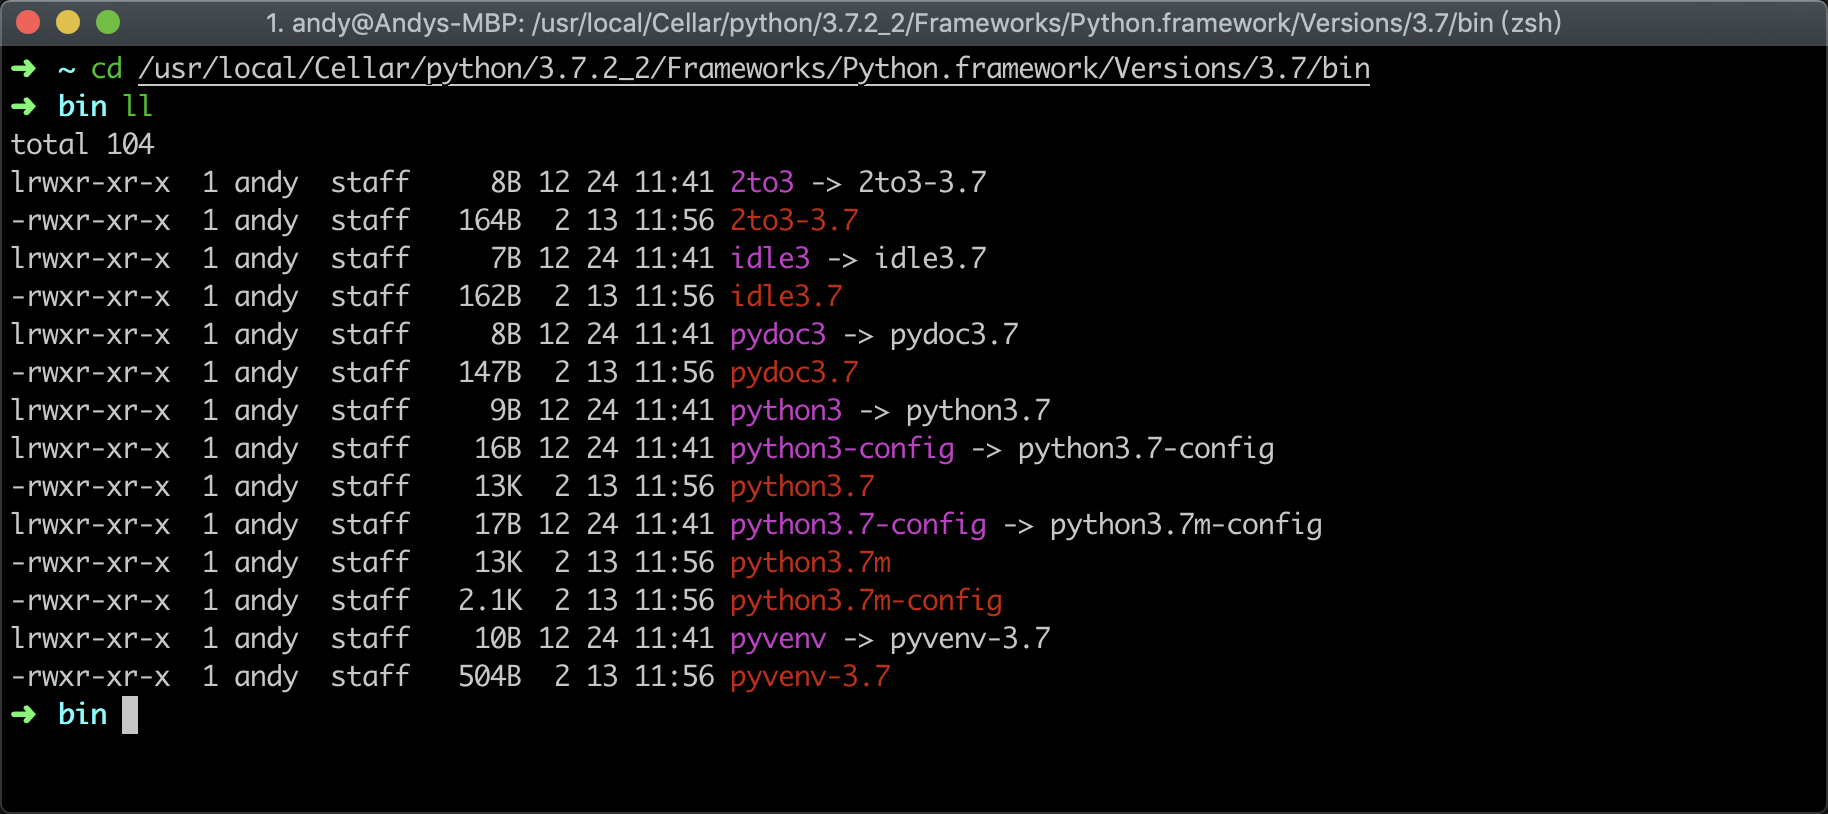 1. andy@Andys-MBP: /usr/local/Cellar/python/3.7.2_2/Frameworks/Python.framework/Versions/3.7/bin (zsh)
➜  ~ cd /usr/local/Cellar/python/3.7.2_2/Frameworks/Python.framework/Versions/3.7/bin
➜  bin ll
total 104
lrwxr-xr-x  1 andy  staff     8B 12 24 11:41 2to3 -> 2to3-3.7
-rwxr-xr-x  1 andy  staff   164B  2 13 11:56 2to3-3.7
lrwxr-xr-x  1 andy  staff     7B 12 24 11:41 idle3 -> idle3.7
-rwxr-xr-x  1 andy  staff   162B  2 13 11:56 idle3.7
lrwxr-xr-x  1 andy  staff     8B 12 24 11:41 pydoc3 -> pydoc3.7
-rwxr-xr-x  1 andy  staff   147B  2 13 11:56 pydoc3.7
lrwxr-xr-x  1 andy  staff     9B 12 24 11:41 python3 -> python3.7
lrwxr-xr-x  1 andy  staff    16B 12 24 11:41 python3-config -> python3.7-config
-rwxr-xr-x  1 andy  staff    13K  2 13 11:56 python3.7
lrwxr-xr-x  1 andy  staff    17B 12 24 11:41 python3.7-config -> python3.7m-config
-rwxr-xr-x  1 andy  staff    13K  2 13 11:56 python3.7m
-rwxr-xr-x  1 andy  staff   2.1K  2 13 11:56 python3.7m-config
lrwxr-xr-x  1 andy  staff    10B 12 24 11:41 pyvenv -> pyvenv-3.7
-rwxr-xr-x  1 andy  staff   504B  2 13 11:56 pyvenv-3.7
➜  bin